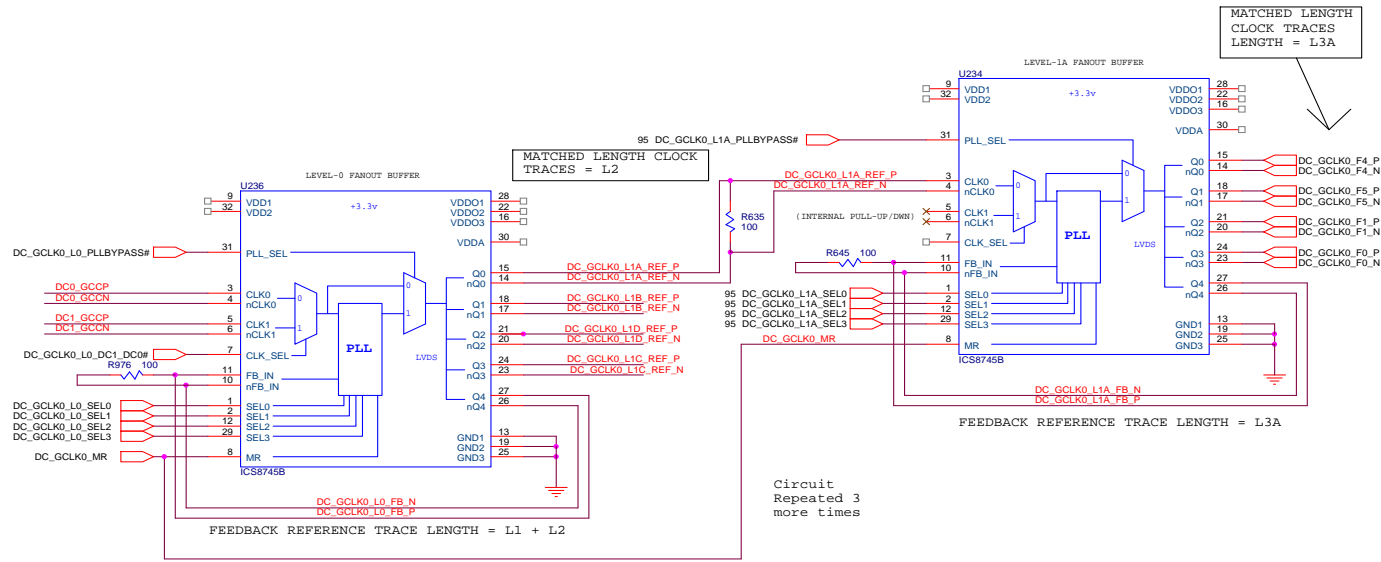 MATCHED LENGTH
CLOCK TRACES
LENGTH = L3A
LEVEL-0 FANOUT BUFFER
MATCHED LENGTH CLOCK
TRACES = L2
U236
9 VDD1
32 VDD2
+3.3v
VDDO1 28
VDDO2 22
VDDO3 16
VDDA 30
DC_GCLK0_L0_PLLBYPASS# 31 PLL_SEL
DC0_GCCP 3 CLK0
DC0_GCCN 4 nCLK0
DC1_GCCP 5 CLK1
DC1_GCCN 6 nCLK1
DC_GCLK0_L0_DC1_DC0# 7 CLK_SEL
R976 100
11 FB_IN
10 nFB_IN
DC_GCLK0_L0_SEL0 1 SEL0
DC_GCLK0_L0_SEL1 2 SEL1
DC_GCLK0_L0_SEL2 12 SEL2
DC_GCLK0_L0_SEL3 29 SEL3
DC_GCLK0_MR 8 MR
0
1
PLL
0
1
LVDS
Q0 15 DC_GCLK0_L1A_REF_P
nQ0 14 DC_GCLK0_L1A_REF_N
Q1 18 DC_GCLK0_L1B_REF_P
nQ1 17 DC_GCLK0_L1B_REF_N
Q2 21 DC_GCLK0_L1D_REF_P
nQ2 20 DC_GCLK0_L1D_REF_N
Q3 24 DC_GCLK0_L1C_REF_P
nQ3 23 DC_GCLK0_L1C_REF_N
Q4 27
nQ4 26
GND1 13
GND2 19
GND3 25
ICS8745B
DC_GCLK0_L0_FB_N
DC_GCLK0_L0_FB_P
FEEDBACK REFERENCE TRACE LENGTH = L1 + L2
LEVEL-1A FANOUT BUFFER
U234
9 VDD1
32 VDD2
+3.3v
VDDO1 28
VDDO2 22
VDDO3 16
VDDA 30
95 DC_GCLK0_L1A_PLLBYPASS# 31 PLL_SEL
DC_GCLK0_L1A_REF_P 3 CLK0
DC_GCLK0_L1A_REF_N 4 nCLK0
R635
100
(INTERNAL PULL-UP/DWN)
5 CLK1
6 nCLK1
7 CLK_SEL
R645 100
11 FB_IN
10 nFB_IN
95 DC_GCLK0_L1A_SEL0 1 SEL0
95 DC_GCLK0_L1A_SEL1 2 SEL1
95 DC_GCLK0_L1A_SEL2 12 SEL2
95 DC_GCLK0_L1A_SEL3 29 SEL3
DC_GCLK0_MR 8 MR
0
1
PLL
0
1
LVDS
Q0 15 DC_GCLK0_F4_P
nQ0 14 DC_GCLK0_F4_N
Q1 18 DC_GCLK0_F5_P
nQ1 17 DC_GCLK0_F5_N
Q2 21 DC_GCLK0_F1_P
nQ2 20 DC_GCLK0_F1_N
Q3 24 DC_GCLK0_F0_P
nQ3 23 DC_GCLK0_F0_N
Q4 27
nQ4 26
GND1 13
GND2 19
GND3 25
ICS8745B
DC_GCLK0_L1A_FB_N
DC_GCLK0_L1A_FB_P
FEEDBACK REFERENCE TRACE LENGTH = L3A
Circuit
Repeated 3
more times